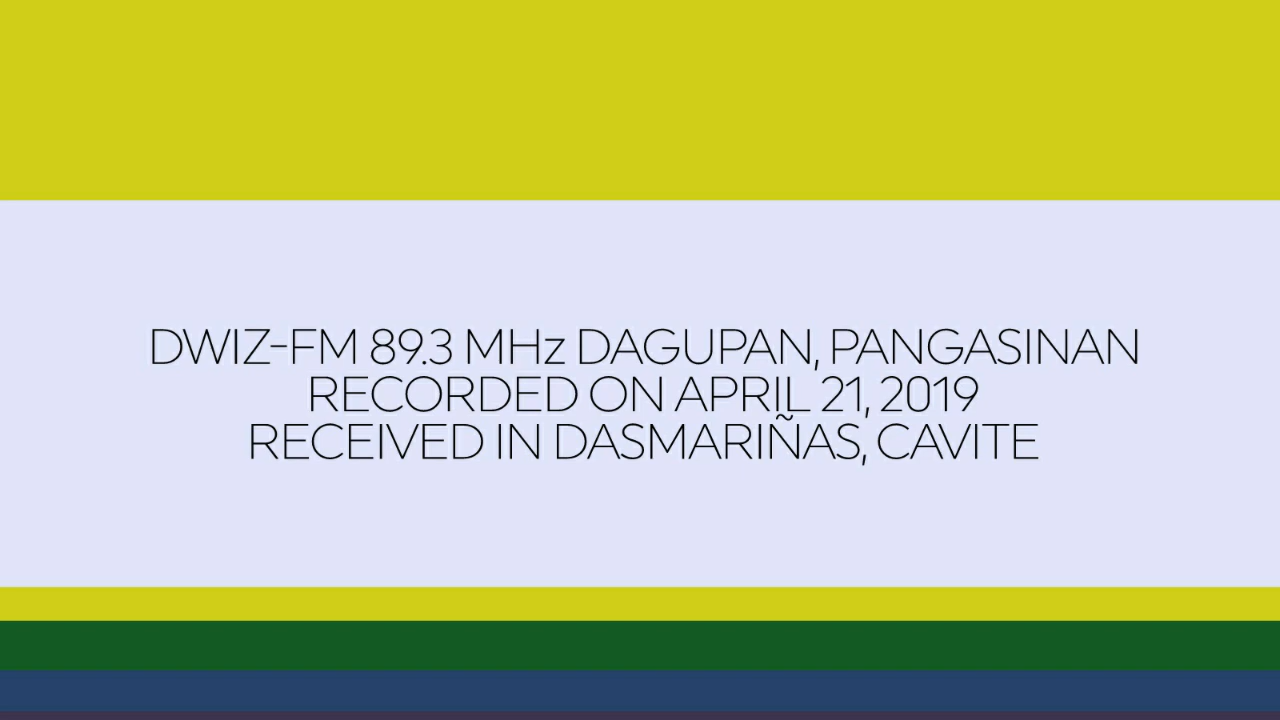 DWIZ-FM 89.3 MHz DAGUPAN, PANGASINAN
RECORDED ON APRIL 21, 2019
RECEIVED IN DASMARIÑAS, CAVITE